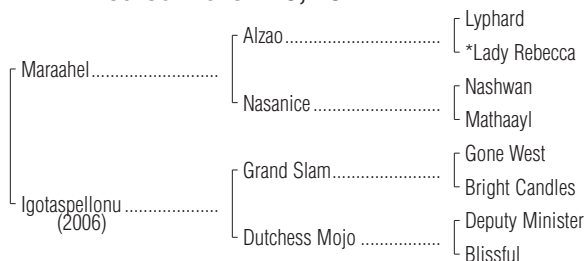 Lyphard
Alzao
*Lady Rebecca
Maraahel
Nashwan
Nasanice
Mathaayl
Gone West
Grand Slam
Bright Candles
Igotaspellonu
(2006)
Deputy Minister
Dutchess Mojo
Blissful